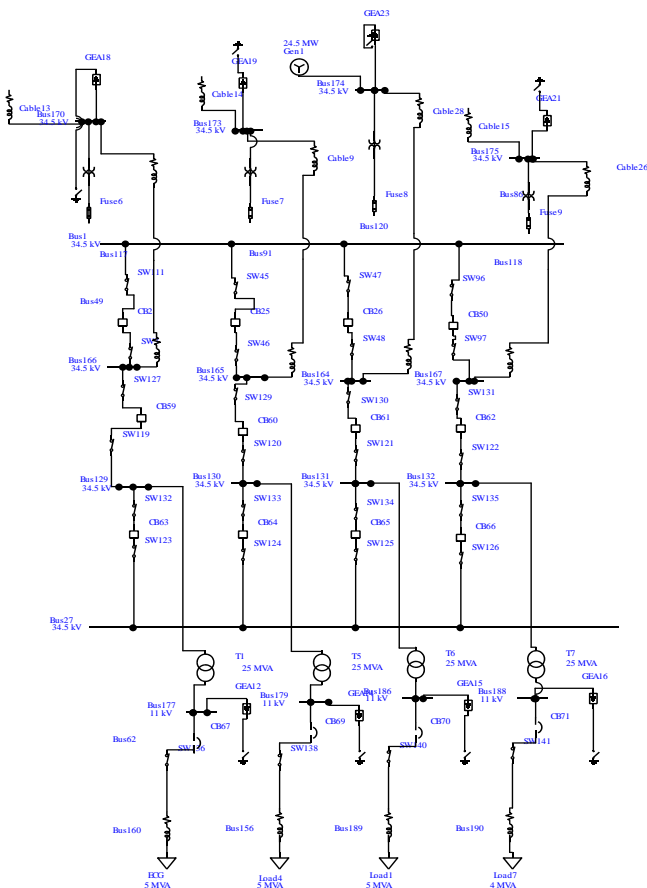 GEA23
24.5 MW
Gen1
GEA18
GEA19
Bus174
34.5 kV
GEA21
Cable13
Bus170
34.5 kV
Cable14
Bus173
34.5 kV
Cable28
Cable15
Bus175
34.5 kV
Cable9
Cable26
Fuse6
Fuse7
Fuse8
Bus86
Fuse9
Bus120
Bus1
34.5 kV
Bus117
Bus91
Bus118
SW111
SW45
SW47
SW96
Bus49
CB25
CB26
CB50
SW46
SW48
SW97
Bus166
34.5 kV
Bus165
34.5 kV
Bus164
34.5 kV
Bus167
34.5 kV
SW127
SW129
SW130
SW131
CB59
CB60
CB61
CB62
SW119
SW120
SW121
SW122
Bus129
34.5 kV
Bus130
34.5 kV
Bus131
34.5 kV
Bus132
34.5 kV
SW132
SW133
SW134
SW135
CB63
CB64
CB65
CB66
SW123
SW124
SW125
SW126
Bus27
34.5 kV
T1
25 MVA
T5
25 MVA
T6
25 MVA
T7
25 MVA
GEA12
GEA15
GEA16
Bus177
11 kV
Bus179
11 kV
Bus186
11 kV
Bus188
11 kV
CB67
CB69
CB70
CB71
Bus62
SW136
SW138
SW140
SW141
Bus160
Bus156
Bus189
Bus190
ECG
5 MVA
Load4
5 MVA
Load1
5 MVA
Load7
4 MVA